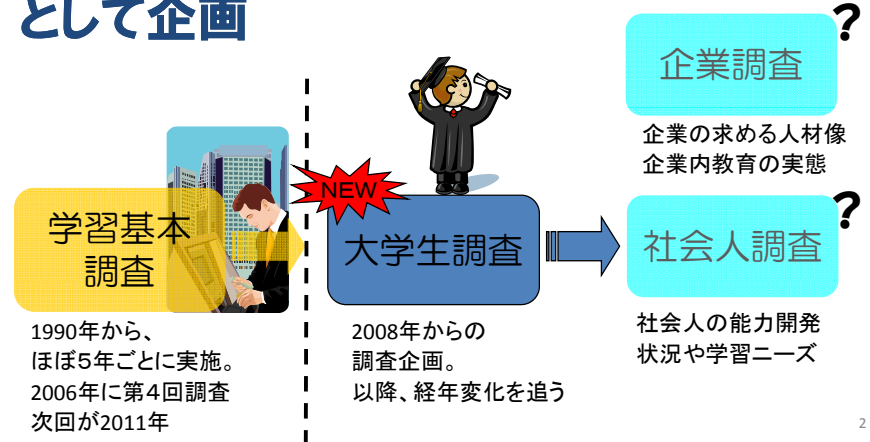 として企画
企業調査
?
企業の求める人材像
企業内教育の実態
NEW
学習基本
調査
大学生調査
社会人調査
?
1990年から、
ほぼ5年ごとに実施。
2006年に第4回調査
次回が2011年
2008年からの
調査企画。
以降、経年変化を追う
社会人の能力開発
状況や学習ニーズ
2